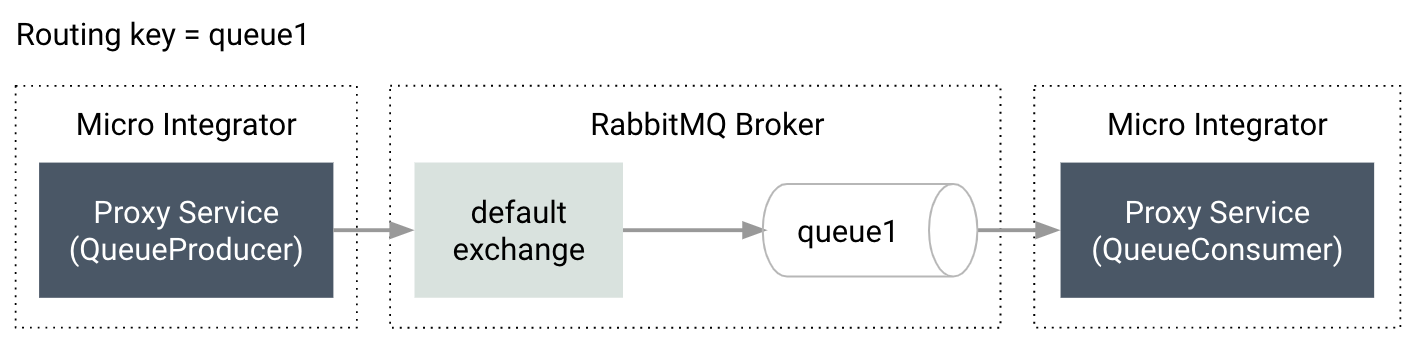 Routing key = queue1
Micro Integrator
Proxy Service
(QueueProducer)
RabbitMQ Broker
default
exchange
queue1
Micro Integrator
Proxy Service
(QueueConsumer)